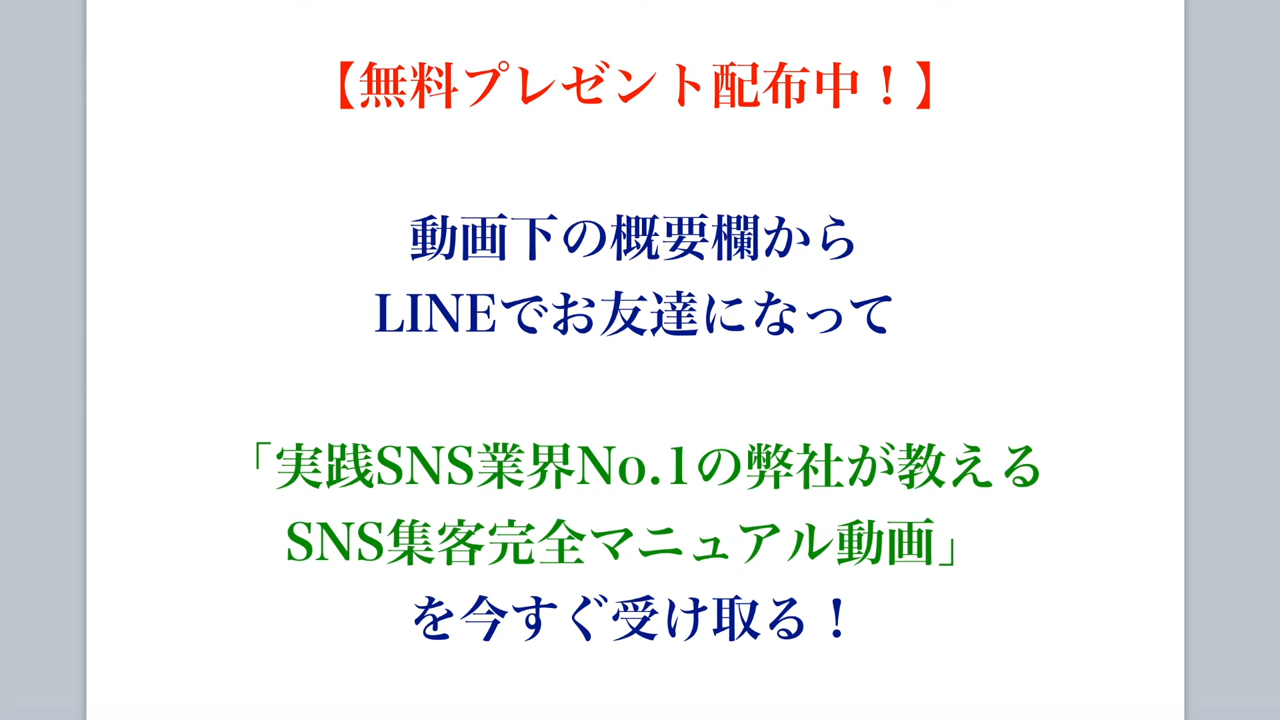 【無料プレゼント配布中！】
動画下の概要欄から
LINEでお友達になって
「実践SNS業界No.1の弊社が教える
SNS集客完全マニュアル動画」
を今すぐ受け取る！